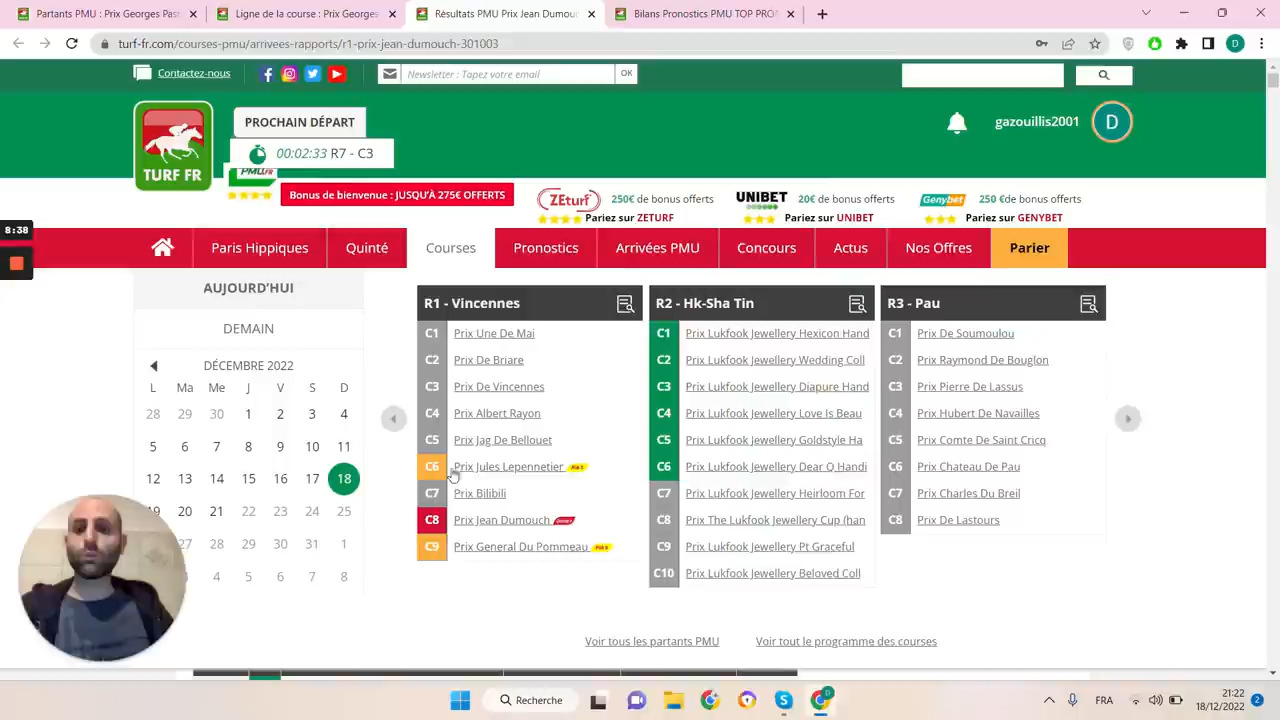 PMU - Prix Gosses Par
Ligne de l'arrivée - Cours
Rs Prix Jean Dumou
Bilans Pronostics PMU TOP PRO
turf-fr.com/courses-pmu/arrivees-rapports/r1-prix-jean-dumouch-301003
D
Contactez-nous
Newsletter : Tapez votre email
OK
PROCHAIN DÉPART
00:02:33 R7 - C3
TURF FR
gazouillis2001
D
PMU.FR
Bonus de bienvenue : JUSQU'À 275€ OFFERTS
ZEturf
250€ de bonus offerts
Pariez sur ZETURF
UNIBET
20€ de bonus offerts
Pariez sur UNIBET
Genybet
250 €de bonus offerts
Pariez sur GENYBET
8:38
Paris Hippiques
Quinté
Courses
Pronostics
Arrivées PMU
Concours
Actus
Nos Offres
Parier
AUJOURD'HUI
DEMAIN
DÉCEMBRE 2022
L Ma Me J V S D
28 29 30 1 2 3 4
5 6 7 8 9 10 11
12 13 14 15 16 17 18
19 20 21 22 23 24 25
27 28 29 30 31 1
4 5 6 7 8
R1 - Vincennes
C1 Prix Une De Mai
C2 Prix De Briare
C3 Prix De Vincennes
C4 Prix Albert Rayon
C5 Prix Jag De Bellouet
C6 Prix Jules Lepennetier
C7 Prix Bilibili
C8 Prix Jean Dumouch
C9 Prix General Du Pommeau
R2 - Hk-Sha Tin
C1 Prix Lukfook Jewellery Hexicon Hand
C2 Prix Lukfook Jewellery Wedding Coll
C3 Prix Lukfook Jewellery Diapure Hand
C4 Prix Lukfook Jewellery Love Is Beau
C5 Prix Lukfook Jewellery Goldstyle Ha
C6 Prix Lukfook Jewellery Dear Q Handi
C7 Prix Lukfook Jewellery Heirloom For
C8 Prix The Lukfook Jewellery Cup (han
C9 Prix Lukfook Jewellery Pt Graceful
C10 Prix Lukfook Jewellery Beloved Coll
R3 - Pau
C1 Prix De Soumoulou
C2 Prix Raymond De Bouglon
C3 Prix Pierre De Lassus
C4 Prix Hubert De Navailles
C5 Prix Comte De Saint Cricq
C6 Prix Chateau De Pau
C7 Prix Charles Du Breil
C8 Prix De Lastours
Voir tous les partants PMU
Voir tout le programme des courses
Recherche
FRA
21:22
18/12/2022
2